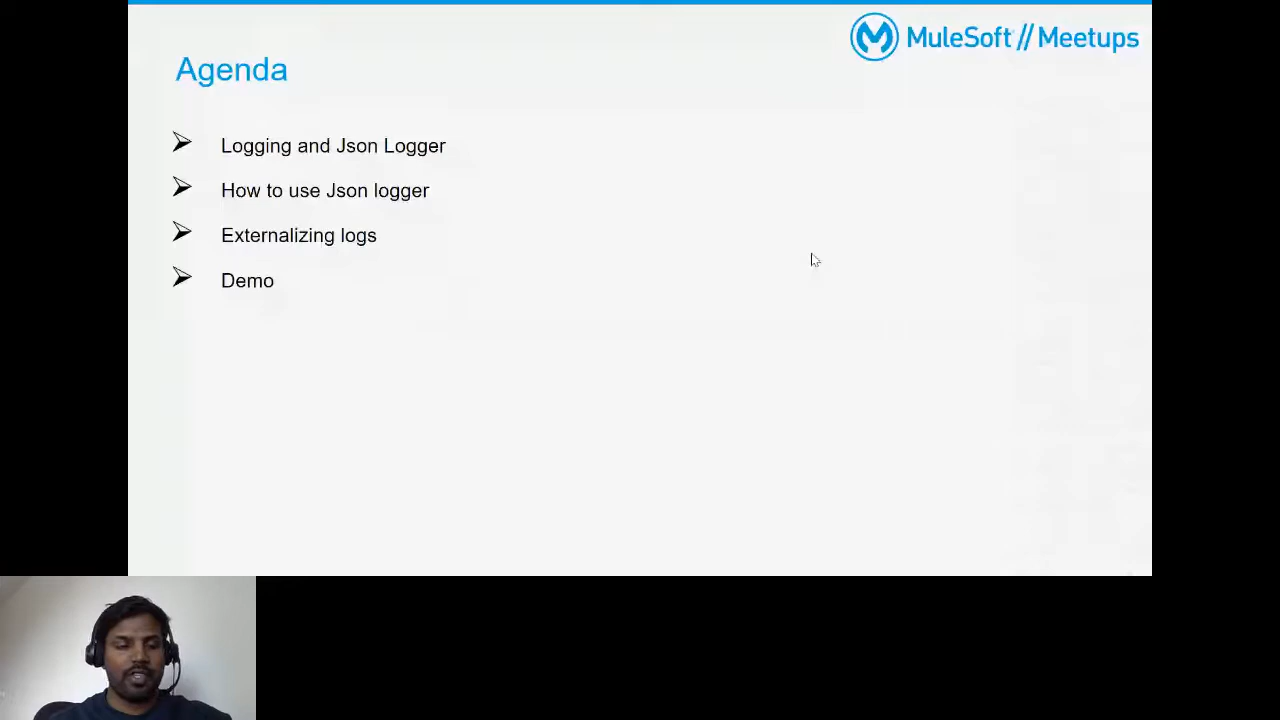 MuleSoft // Meetups
Agenda
Logging and Json Logger
How to use Json logger
Externalizing logs
Demo